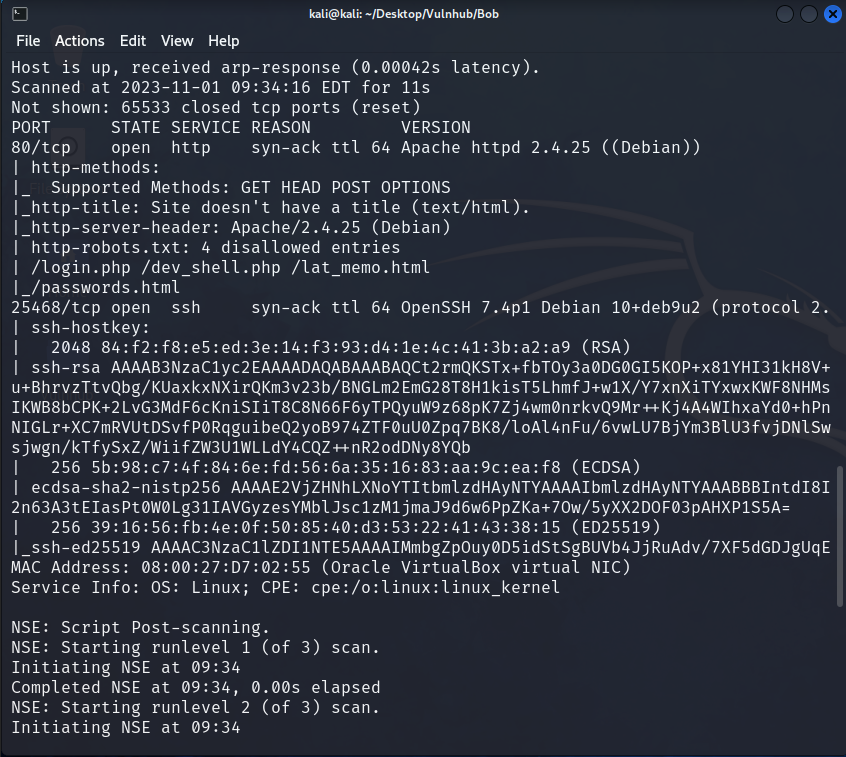 kali@kali: ~/Desktop/Vulnhub/Bob
File Actions Edit View Help
Host is up, received arp-response (0.00042s latency).
Scanned at 2023-11-01 09:34:16 EDT for 11s
Not shown: 65533 closed tcp ports (reset)
PORT STATE SERVICE REASON VERSION
80/tcp open http syn-ack ttl 64 Apache httpd 2.4.25 ((Debian))
| http-methods:
|_ Supported Methods: GET HEAD POST OPTIONS
|_http-title: Site doesn't have a title (text/html).
|_http-server-header: Apache/2.4.25 (Debian)
| http-robots.txt: 4 disallowed entries
| /login.php /dev_shell.php /lat_memo.html
|_/passwords.html
25468/tcp open ssh syn-ack ttl 64 OpenSSH 7.4p1 Debian 10+deb9u2 (protocol 2.
| ssh-hostkey:
| 2048 84:f2:f8:e5:ed:3e:14:f3:93:d4:1e:4c:41:3b:a2:a9 (RSA)
| ssh-rsa AAAAB3NzaC1yc2EAAAADAQABAAABAQCt2rmQKSTx+fbTOy3a0DG0GI5KOP+x81YHI31kH8V+
u+BhrvzTtvQbg/KUaxkxNXirQKm3v23b/BNGLm2EmG28T8H1kisT5LhmfJ+w1X/Y7xnXiTYxwxKWF8NHMs
IKWB8bCPK+2LvG3MdF6cKniSIiT8C8N66F6yTPQyuW9z68pK7Zj4wm0nrkvQ9Mr++Kj4A4WIhxaYd0+hPn
NIGLr+XC7mRVUtDSvfP0RqguibeQ2yoB974ZTF0uU0Zpq7BK8/loAl4nFu/6vwLU7BjYm3BlU3fvjDNlSw
sjwgn/kTfySxZ/WiifZW3U1WLLdY4CQZ++nR2odDNy8YQb
| 256 5b:98:c7:4f:84:6e:fd:56:6a:35:16:83:aa:9c:ea:f8 (ECDSA)
| ecdsa-sha2-nistp256 AAAAE2VjZHNhLXNoYTItbmlzdHAyNTYAAAAIbmlzdHAyNTYAAABBBIntdI8I
2n63A3tEIasPt0W0Lg31IAVGyzesYMblJsc1zM1jmaJ9d6w6PpZKa+7Ow/5yXX2DOF03pAHXP1S5A=
| 256 39:16:56:fb:4e:0f:50:85:40:d3:53:22:41:43:38:15 (ED25519)
|_ssh-ed25519 AAAAC3NzaC1lZDI1NTE5AAAAIMmbgZpOuy0D5idStSgBUVb4JjRuAdv/7XF5dGDJgUqE
MAC Address: 08:00:27:D7:02:55 (Oracle VirtualBox virtual NIC)
Service Info: OS: Linux; CPE: cpe:/o:linux:linux_kernel
NSE: Script Post-scanning.
NSE: Starting runlevel 1 (of 3) scan.
Initiating NSE at 09:34
Completed NSE at 09:34, 0.00s elapsed
NSE: Starting runlevel 2 (of 3) scan.
Initiating NSE at 09:34